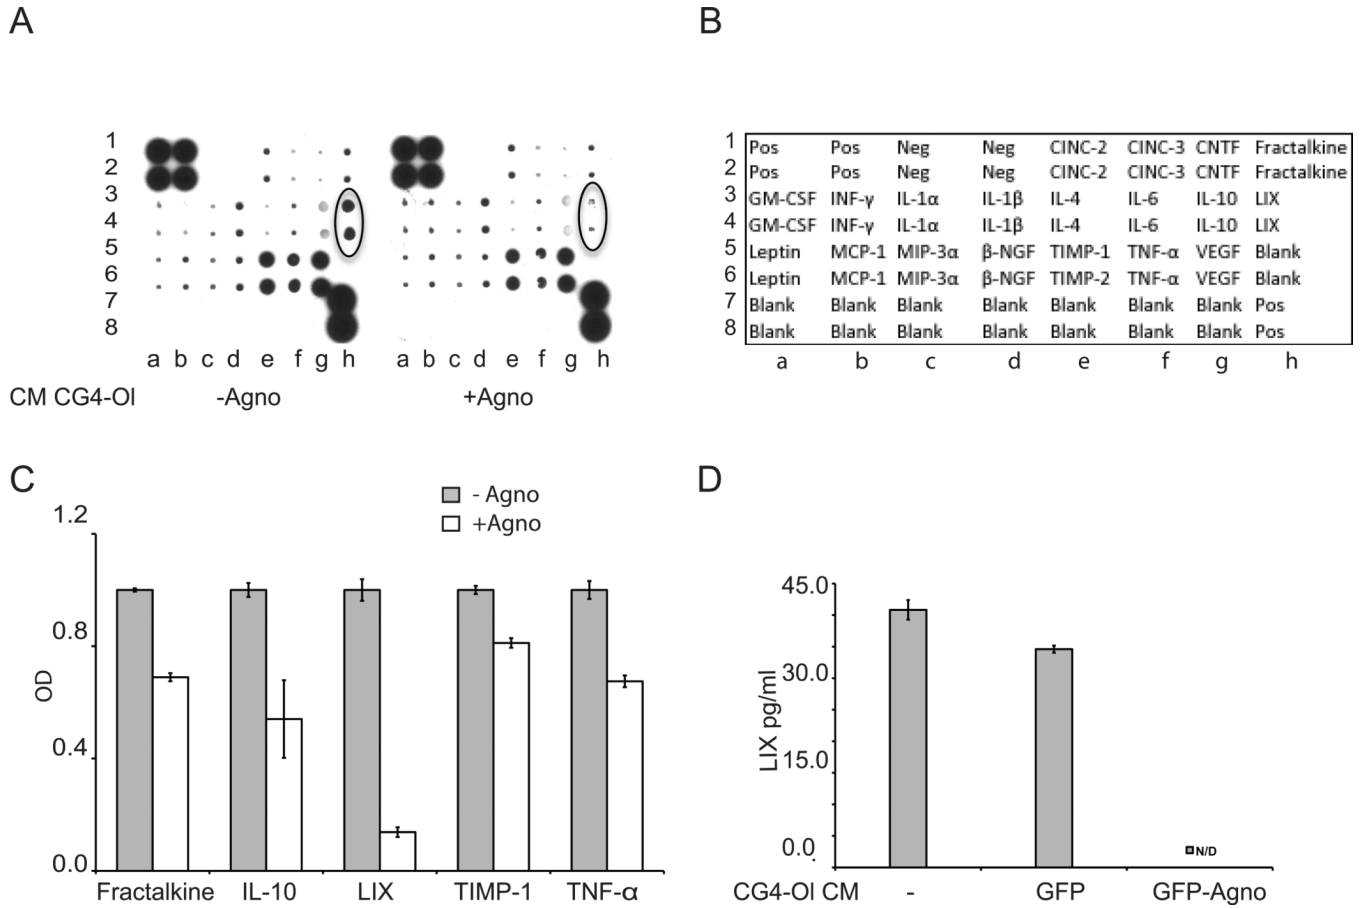 A
B
1
2
3
4
5
6
7
8
a b c d e f g h a b c d e f g h
CM CG4-Ol -Agno +Agno
1 Pos Pos Neg Neg CINC-2 CINC-3 CNTF Fractalkine
2 Pos Pos Neg Neg CINC-2 CINC-3 CNTF Fractalkine
3 GM-CSF INF-γ IL-1α IL-1β IL-4 IL-6 IL-10 LIX
4 GM-CSF INF-γ IL-1α IL-1β IL-4 IL-6 IL-10 LIX
5 Leptin MCP-1 MIP-3α β-NGF TIMP-1 TNF-α VEGF Blank
6 Leptin MCP-1 MIP-3α β-NGF TIMP-2 TNF-α VEGF Blank
7 Blank Blank Blank Blank Blank Blank Blank Pos
8 Blank Blank Blank Blank Blank Blank Blank Pos
a b c d e f g h
C
- Agno
+Agno
1.2
0.8
0.4
0.0
OD
Fractalkine IL-10 LIX TIMP-1 TNF-α
D
45.0
30.0
15.0
0.0
LIX pg/ml
N/D
CG4-Ol CM - GFP GFP-Agno